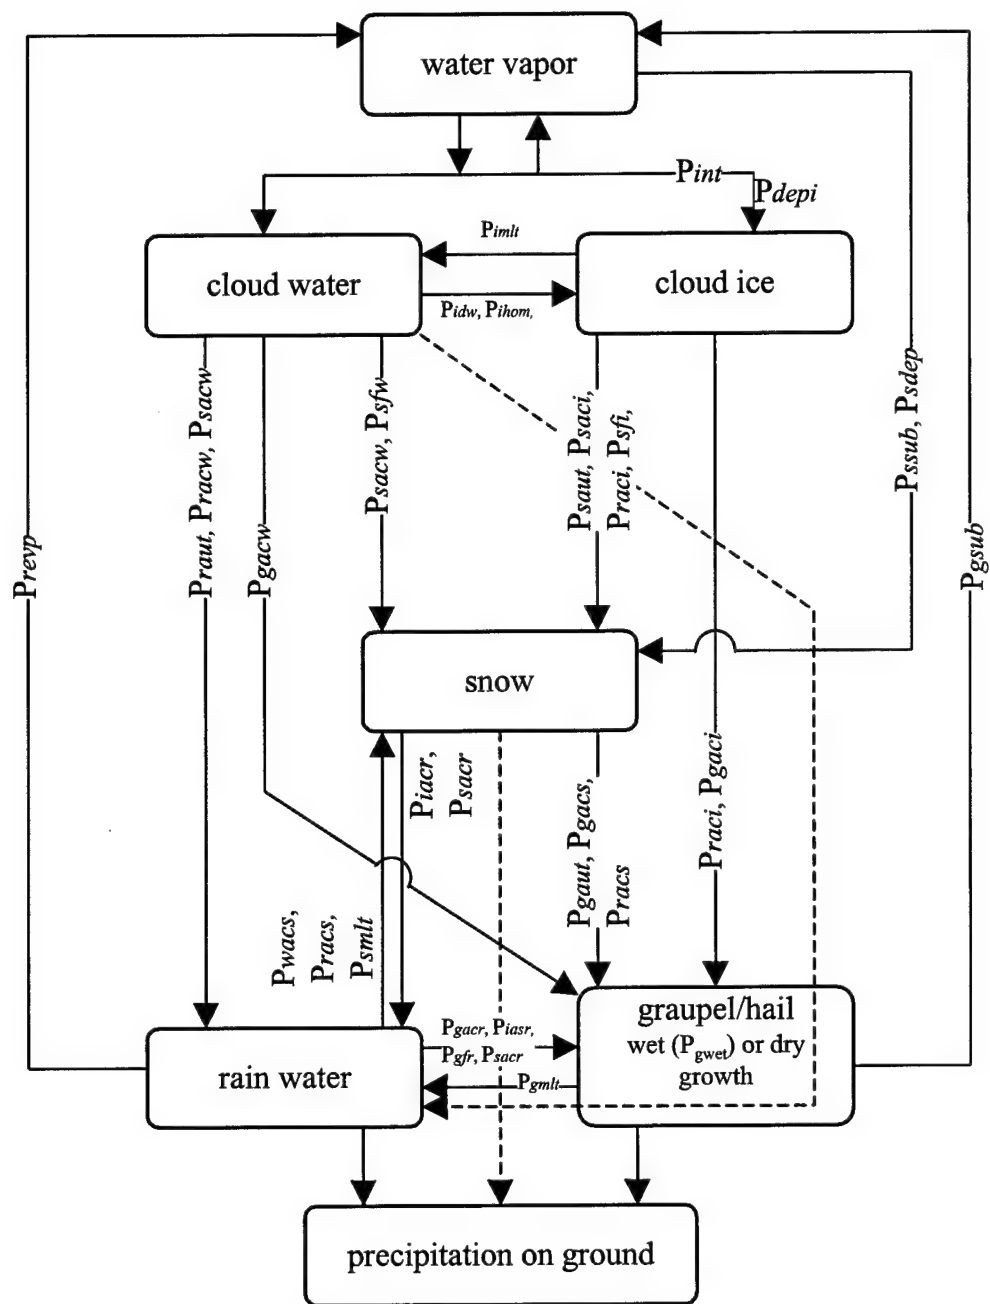 water vapor
Pint
Pdepi
Pimlt
cloud water
cloud ice
Pidw, Pihom,
Praut, Pracw, Psacw
Pgacw
Psacw, Psfw
Psaut, Psaci,
Praci, Psfi,
Pssub, Psdep
Prevp
Pgsub
snow
Piacr,
Psacr
Pwacs,
Pracs,
Psmlt
Pgaut, Pgacs,
Pracs
Praci, Pgaci
graupel/hail
wet (Pgwet) or dry
growth
Pgacr, Piasr,
Pgfr, Psacr
Pgmlt
rain water
precipitation on ground